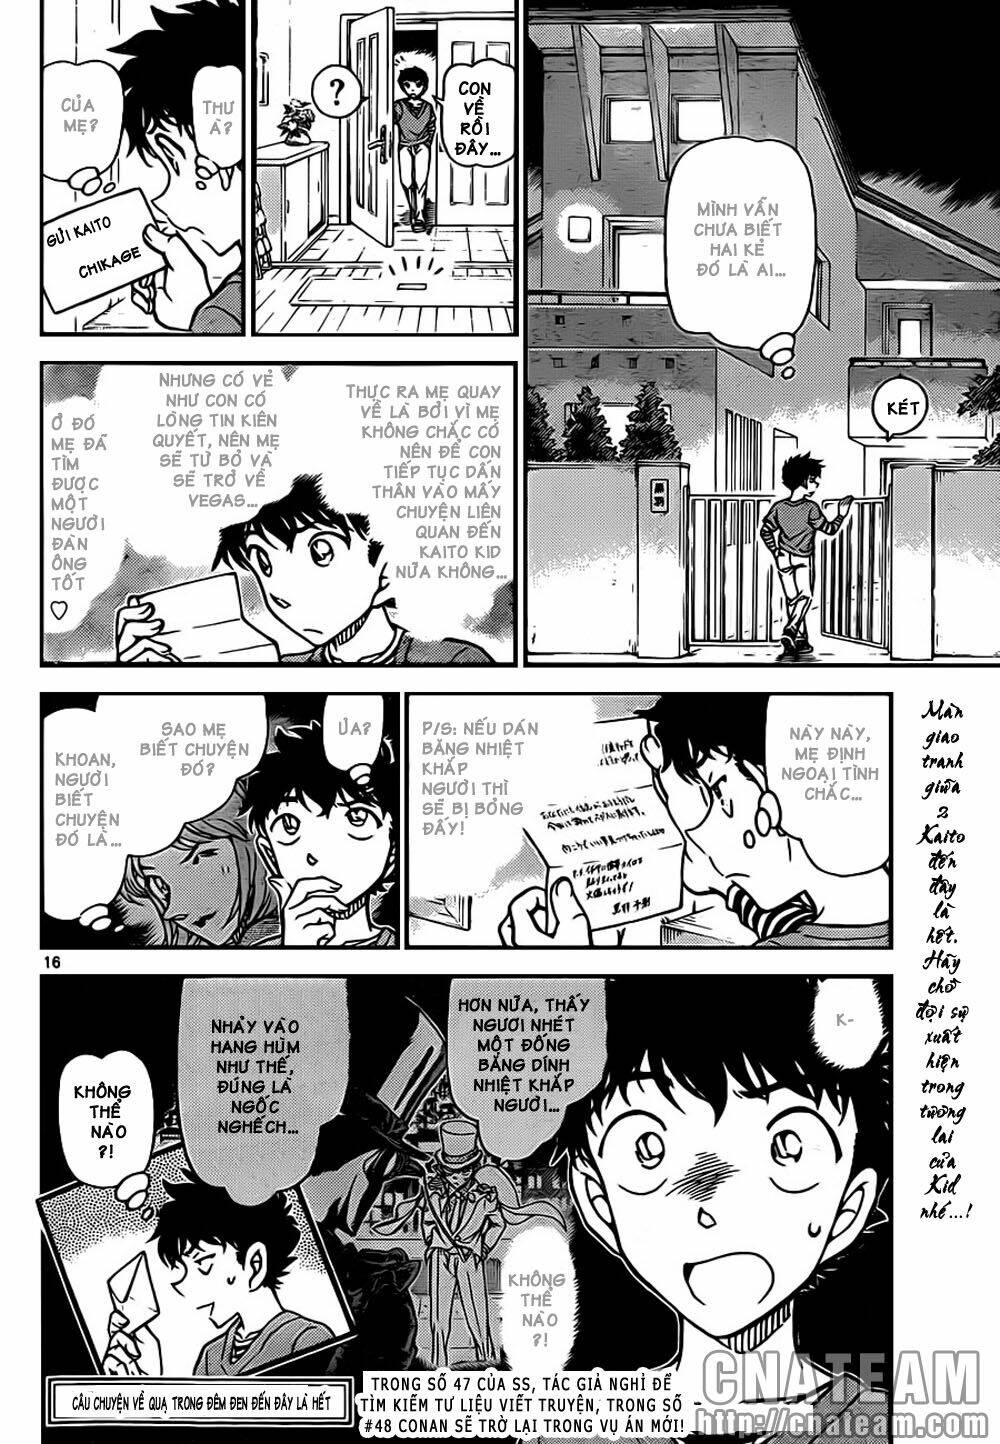 MÌNH VẪN
CHƯA BIẾT
HAI KẺ
ĐÓ LÀ AI...
KÉT
黒羽
CON
VỀ
RỒI
ĐÂY...
?
THƯ
À?
CỦA
MẸ?
GỬI KAITO
CHIKAGE
THỰC RA MẸ QUAY
VỀ LÀ BỞI VÌ MẸ
KHÔNG CHẮC CÓ
NÊN ĐỂ CON
TIẾP TỤC DẤN
THÂN VÀO MẤY
CHUYỆN LIÊN
QUAN ĐẾN
KAITO KID
NỮA KHÔNG...
NHƯNG CÓ VẺ
NHƯ CON CÓ
LÒNG TIN KIÊN
QUYẾT, NÊN MẸ
SẼ TỪ BỎ VÀ
SẼ TRỞ VỀ
VEGAS...
Ở ĐÓ
MẸ ĐÃ
TÌM
ĐƯỢC
MỘT
NGƯỜI
ĐÀN
ÔNG
TỐT
♡
NÀY NÀY,
MẸ ĐỊNH
NGOẠI TÌNH
CHẮC...
P/S: NẾU DÁN
BĂNG NHIỆT
KHẮP
NGƯỜI THÌ
SẼ BỊ BỎNG
ĐẤY!
ỦA?
SAO MẸ
BIẾT CHUYỆN
ĐÓ?
KHOAN,
NGƯỜI
BIẾT
CHUYỆN
ĐÓ LÀ...
16
K-
HƠN NỮA, THẤY
NGƯƠI NHÉT
MỘT ĐỐNG
BĂNG DÍNH
NHIỆT KHẮP
NGƯỜI...
NHẢY VÀO
HANG HÙM
NHƯ THẾ,
ĐÚNG LÀ
NGỐC
NGHẾCH...
KHÔNG
THỂ
NÀO
?!
KHÔNG
THỂ
NÀO
?!
Màn
giao
tranh
giữa
2
Kaito
đến
đây
là
hết.
Hãy
chờ
đợi sự
xuất
hiện
trong
tương
lai
của
Kid
nhé...!
CÂU CHUYỆN VỀ QUẠ TRONG ĐÊM ĐEN ĐẾN ĐÂY LÀ HẾT
TRONG SỐ 47 CỦA SS, TÁC GIẢ NGHỈ ĐỂ
TÌM KIẾM TƯ LIỆU VIẾT TRUYỆN, TRONG SỐ
#48 CONAN SẼ TRỞ LẠI TRONG VỤ ÁN MỚI!
CNATEAM
http://cnateam.com/